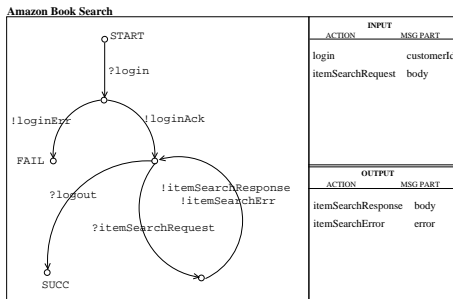 Amazon Book Search
START
?login
!loginErr
!loginAck
FAIL
?logout
!itemSearchResponse
!itemSearchErr
?itemSearchRequest
SUCC
INPUT
ACTION MSG PART
login customerId
itemSearchRequest body
OUTPUT
ACTION MSG PART
itemSearchResponse body
itemSearchError error